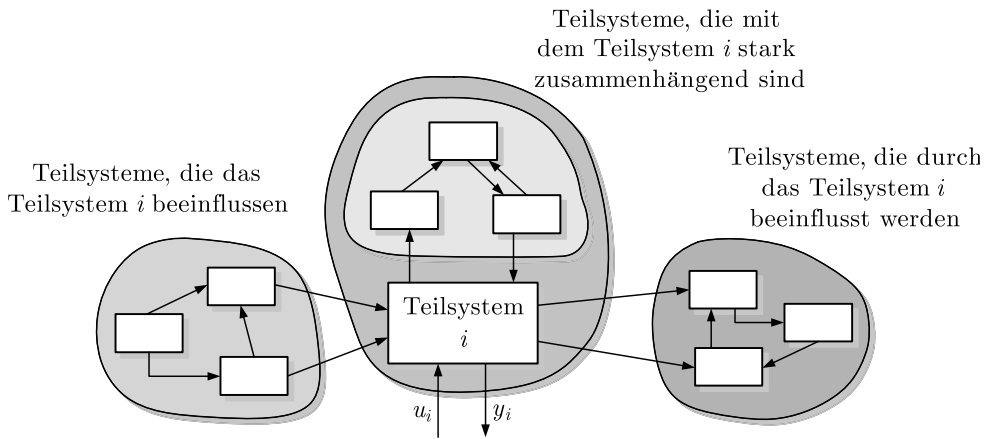 Teilsysteme, die mit
dem Teilsystem i stark
zusammenhängend sind
Teilsysteme, die das
Teilsystem i beeinflussen
Teilsysteme, die durch
das Teilsystem i
beeinflusst werden
Teilsystem
i
u_i
y_i